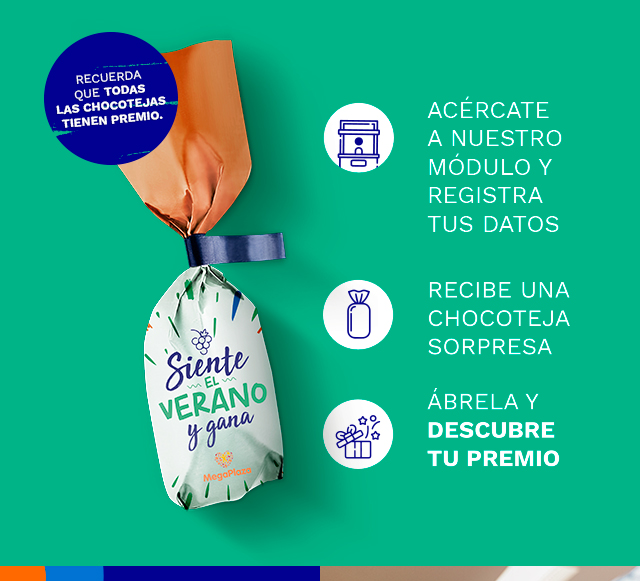 RECUERDA
QUE TODAS
LAS CHOCOTEJAS
TIENEN PREMIO.
ACÉRCATE
A NUESTRO
MÓDULO Y
REGISTRA
TUS DATOS
RECIBE UNA
CHOCOTEJA
SORPRESA
ÁBRELA Y
DESCUBRE
TU PREMIO
Siente
EL
VERANO
y gana
MegaPlaza